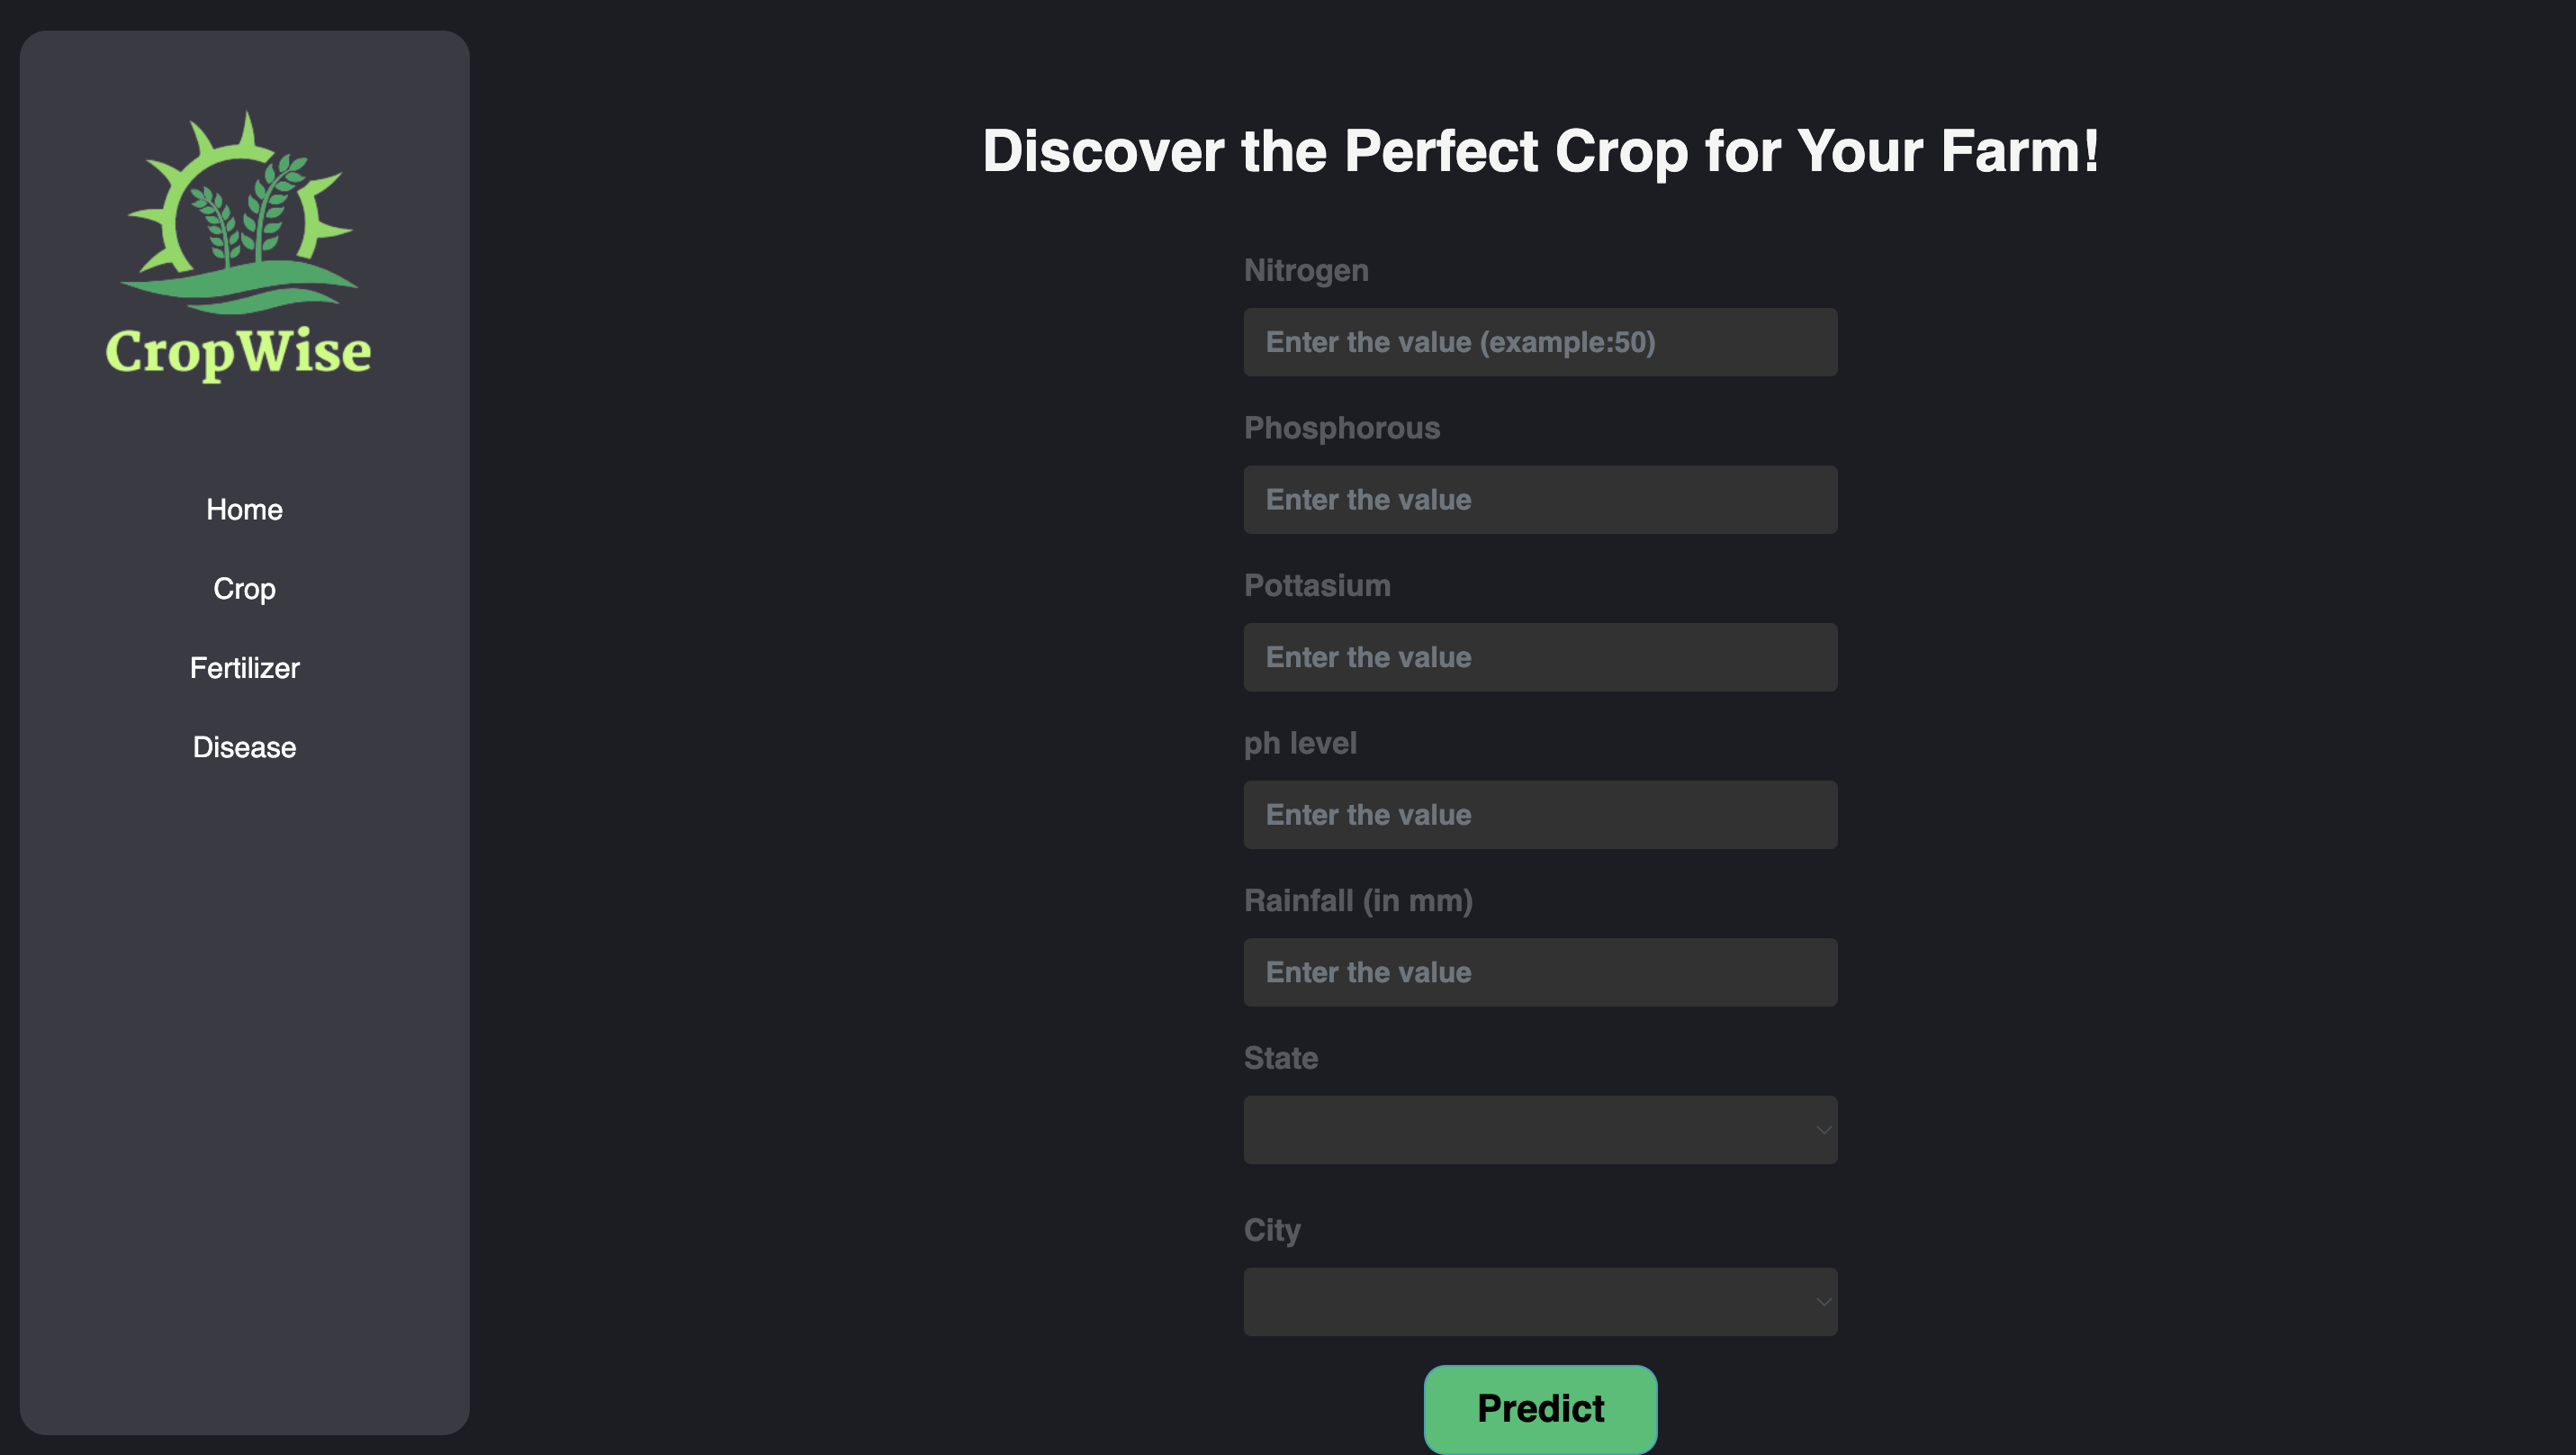 CropWise
Home
Crop
Fertilizer
Disease
Discover the Perfect Crop for Your Farm!
Nitrogen
Enter the value (example:50)
Phosphorous
Enter the value
Pottasium
Enter the value
ph level
Enter the value
Rainfall (in mm)
Enter the value
State
City
Predict